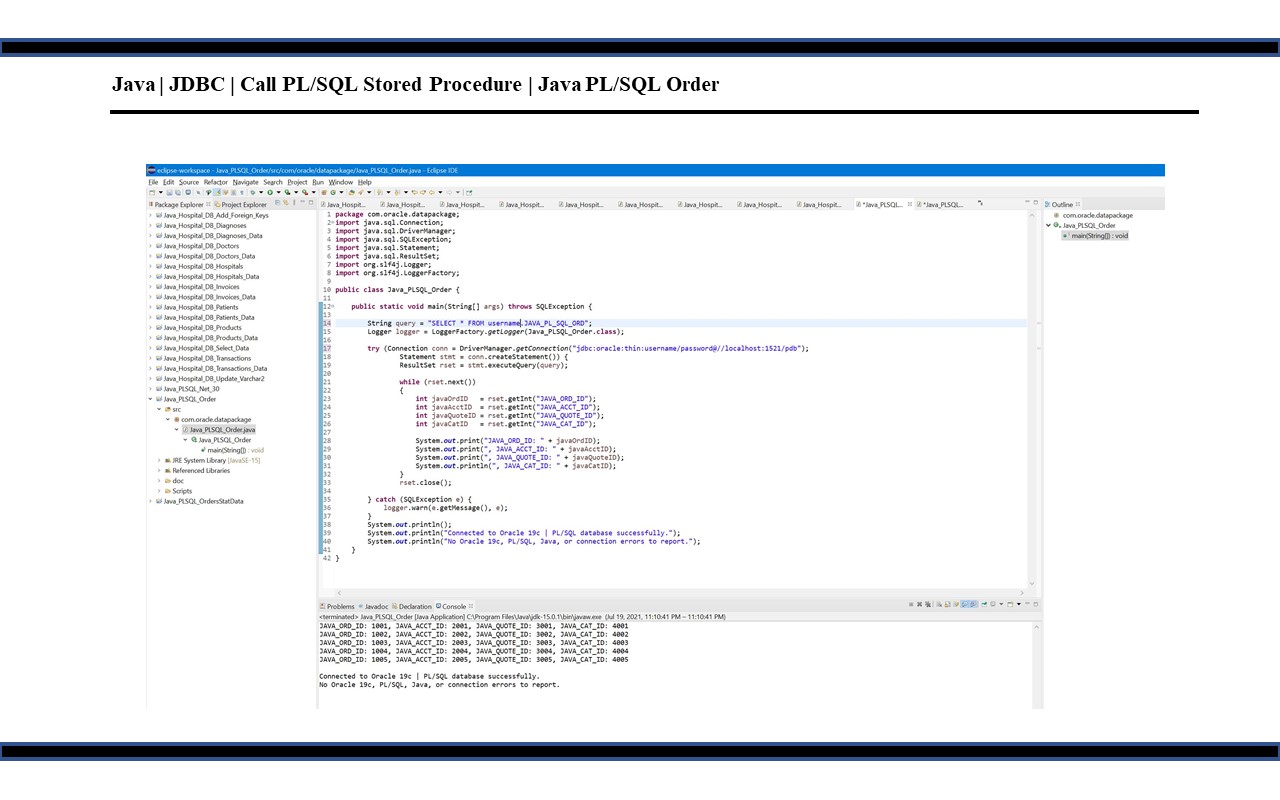 Java | JDBC | Call PL/SQL Stored Procedure | Java PL/SQL Order
eclipse-workspace - Java_PLSQL_Order/src/com/oracle/datapackage/Java_PLSQL_Order.java - Eclipse IDE
File Edit Source Refactor Navigate Search Project Run Window Help
Package Explorer Project Explorer
Java_Hospital_DB_Add_Foreign_Keys
Java_Hospital_DB_Diagnoses
Java_Hospital_DB_Diagnoses_Data
Java_Hospital_DB_Doctors
Java_Hospital_DB_Doctors_Data
Java_Hospital_DB_Hospitals
Java_Hospital_DB_Hospitals_Data
Java_Hospital_DB_Invoices
Java_Hospital_DB_Invoices_Data
Java_Hospital_DB_Patients
Java_Hospital_DB_Patients_Data
Java_Hospital_DB_Products
Java_Hospital_DB_Products_Data
Java_Hospital_DB_Select_Data
Java_Hospital_DB_Transactions
Java_Hospital_DB_Transactions_Data
Java_Hospital_DB_Update_Varchar2
Java_PLSQL_Net_30
Java_PLSQL_Order
src
com.oracle.datapackage
Java_PLSQL_Order.java
Java_PLSQL_Order
main(String[]) : void
JRE System Library [JavaSE-15]
Referenced Libraries
doc
Scripts
Java_PLSQL_OrdersStatData
Java_Hospit... Java_Hospit... Java_Hospit... Java_Hospit... Java_Hospit... Java_Hospit... Java_Hospit... Java_Hospit... Java_Hospit... *Java_PLSQL... *Java_PLSQL...
1 package com.oracle.datapackage;
2 import java.sql.Connection;
3 import java.sql.DriverManager;
4 import java.sql.SQLException;
5 import java.sql.Statement;
6 import java.sql.ResultSet;
7 import org.slf4j.Logger;
8 import org.slf4j.LoggerFactory;
9
10 public class Java_PLSQL_Order {
11
12 public static void main(String[] args) throws SQLException {
13
14 String query = "SELECT * FROM username.JAVA_PL_SQL_ORD";
15 Logger logger = LoggerFactory.getLogger(Java_PLSQL_Order.class);
16
17 try (Connection conn = DriverManager.getConnection("jdbc:oracle:thin:username/password@//localhost:1521/pdb");
18 Statement stmt = conn.createStatement()) {
19 ResultSet rset = stmt.executeQuery(query);
20
21 while (rset.next())
22 {
23 int javaOrdID = rset.getInt("JAVA_ORD_ID");
24 int javaAcctID = rset.getInt("JAVA_ACCT_ID");
25 int javaQuoteID = rset.getInt("JAVA_QUOTE_ID");
26 int javaCatID = rset.getInt("JAVA_CAT_ID");
27
28 System.out.print("JAVA_ORD_ID: " + javaOrdID);
29 System.out.print(", JAVA_ACCT_ID: " + javaAcctID);
30 System.out.print(", JAVA_QUOTE_ID: " + javaQuoteID);
31 System.out.println(", JAVA_CAT_ID: " + javaCatID);
32 }
33 rset.close();
34
35 } catch (SQLException e) {
36 logger.warn(e.getMessage(), e);
37 }
38 System.out.println();
39 System.out.println("Connected to Oracle 19c | PL/SQL database successfully.");
40 System.out.println("No Oracle 19c, PL/SQL, Java, or connection errors to report.");
41 }
42 }
Outline
com.oracle.datapackage
Java_PLSQL_Order
main(String[]) : void
Problems Javadoc Declaration Console
<terminated> Java_PLSQL_Order [Java Application] C:\Program Files\Java\jdk-15.0.1\bin\javaw.exe (Jul 19, 2021, 11:10:41 PM – 11:10:41 PM)
JAVA_ORD_ID: 1001, JAVA_ACCT_ID: 2001, JAVA_QUOTE_ID: 3001, JAVA_CAT_ID: 4001
JAVA_ORD_ID: 1002, JAVA_ACCT_ID: 2002, JAVA_QUOTE_ID: 3002, JAVA_CAT_ID: 4002
JAVA_ORD_ID: 1003, JAVA_ACCT_ID: 2003, JAVA_QUOTE_ID: 3003, JAVA_CAT_ID: 4003
JAVA_ORD_ID: 1004, JAVA_ACCT_ID: 2004, JAVA_QUOTE_ID: 3004, JAVA_CAT_ID: 4004
JAVA_ORD_ID: 1005, JAVA_ACCT_ID: 2005, JAVA_QUOTE_ID: 3005, JAVA_CAT_ID: 4005
Connected to Oracle 19c | PL/SQL database successfully.
No Oracle 19c, PL/SQL, Java, or connection errors to report.